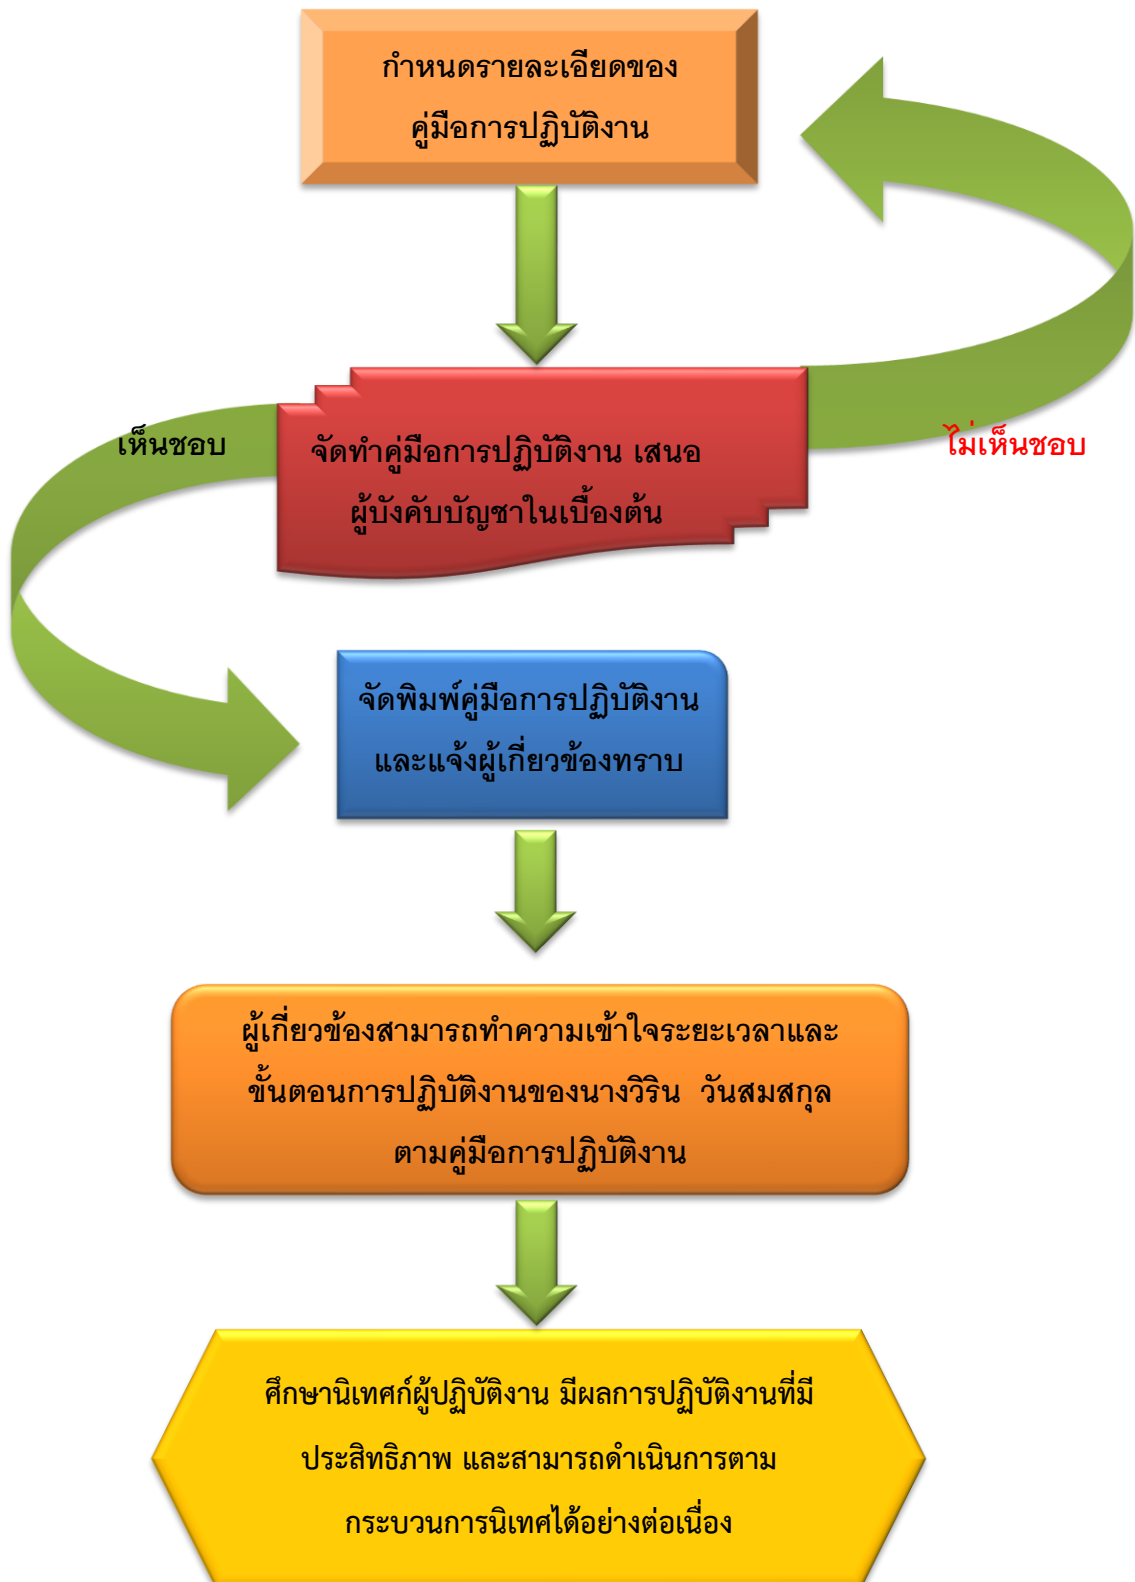 กำหนดรายละเอียดของ
คู่มือการปฏิบัติงาน
เห็นชอบ
ไม่เห็นชอบ
จัดทำคู่มือการปฏิบัติงาน เสนอ
ผู้บังคับบัญชาในเบื้องต้น
จัดพิมพ์คู่มือการปฏิบัติงาน
และแจ้งผู้เกี่ยวข้องทราบ
ผู้เกี่ยวข้องสามารถทำความเข้าใจระยะเวลาและ
ขั้นตอนการปฏิบัติงานของนางวิริน  วันสมสกุล
ตามคู่มือการปฏิบัติงาน
ศึกษานิเทศก์ผู้ปฏิบัติงาน มีผลการปฏิบัติงานที่มี
ประสิทธิภาพ และสามารถดำเนินการตาม
กระบวนการนิเทศได้อย่างต่อเนื่อง